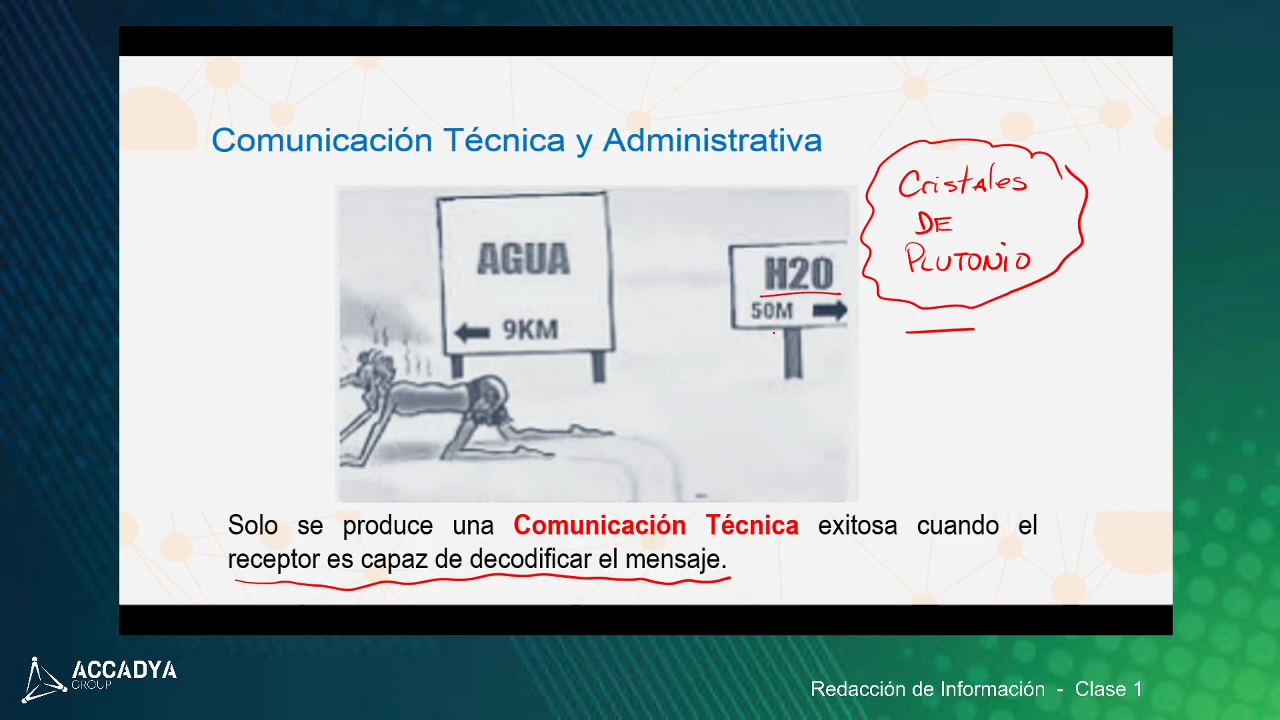 Comunicación Técnica y Administrativa
Cristales
DE
PLUTONIO
AGUA
9KM
H2O
50M
Solo se produce una Comunicación Técnica exitosa cuando el
receptor es capaz de decodificar el mensaje.
ACCADYA
GROUP
Redacción de Información - Clase 1